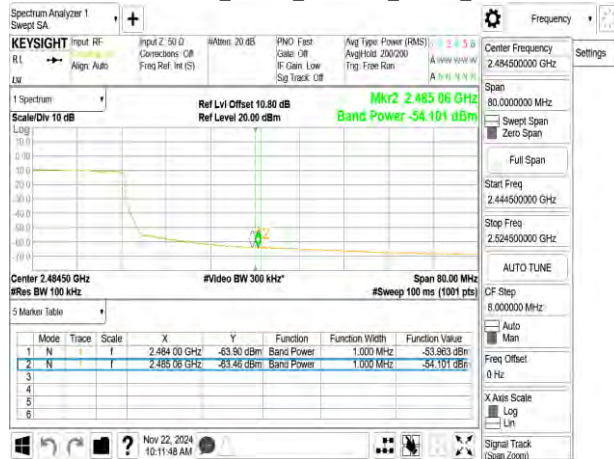 Spectrum Analyzer 1
Swept SA
+
Frequency
Settings
KEYSIGHT
Input: RF
Input Z: 50 Ω
#Atten: 20 dB
PNO: Fast
Avg Type: Power (RMS)
RL
Align: Auto
Corrections: Off
Freq Ref: Int (S)
Gate: Off
IF Gain: Low
Sig Track: Off
Avg|Hold: 200/200
Trig: Free Run
1 Spectrum
Scale/Div 10 dB
Ref Lvl Offset 10.80 dB
Ref Level 20.00 dBm
Mkr2 2.485 06 GHz
Band Power -54.101 dBm
Log
10.0
0.00
Center 2.48450 GHz
#Res BW 100 kHz
#Video BW 300 kHz*
Span 80.00 MHz
#Sweep 100 ms (1001 pts)
5 Marker Table
Mode Trace Scale X Y Function Function Width Function Value
1 N 1 f 2.484 00 GHz -63.90 dBm Band Power 1.000 MHz -53.963 dBm
2 N 1 f 2.485 06 GHz -63.46 dBm Band Power 1.000 MHz -54.101 dBm
3
4
5
6
Nov 22, 2024
10:11:48 AM
Center Frequency
2.484500000 GHz
Span
80.0000000 MHz
Swept Span
Zero Span
Full Span
Start Freq
2.444500000 GHz
Stop Freq
2.524500000 GHz
AUTO TUNE
CF Step
8.000000 MHz
Auto
Man
Freq Offset
0 Hz
X Axis Scale
Log
Lin
Signal Track
(Span Zoom)